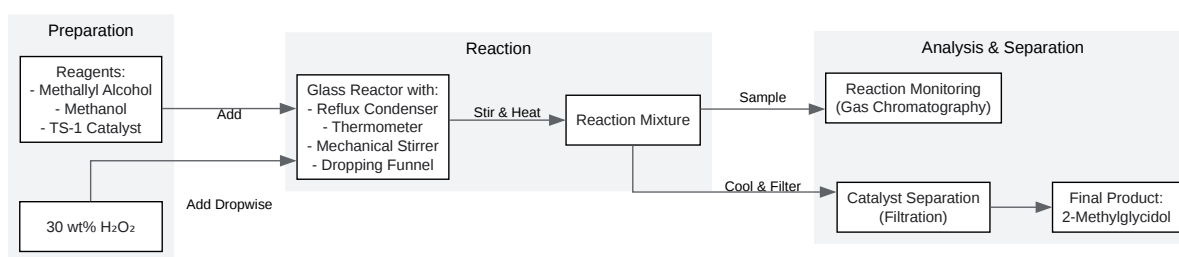 Preparation
Reagents:
- Methallyl Alcohol
- Methanol
- TS-1 Catalyst
30 wt% H₂O₂
Add
Add Dropwise
Reaction
Glass Reactor with:
- Reflux Condenser
- Thermometer
- Mechanical Stirrer
- Dropping Funnel
Stir & Heat
Reaction Mixture
Sample
Cool & Filter
Analysis & Separation
Reaction Monitoring
(Gas Chromatography)
Catalyst Separation
(Filtration)
Final Product:
2-Methylglycidol